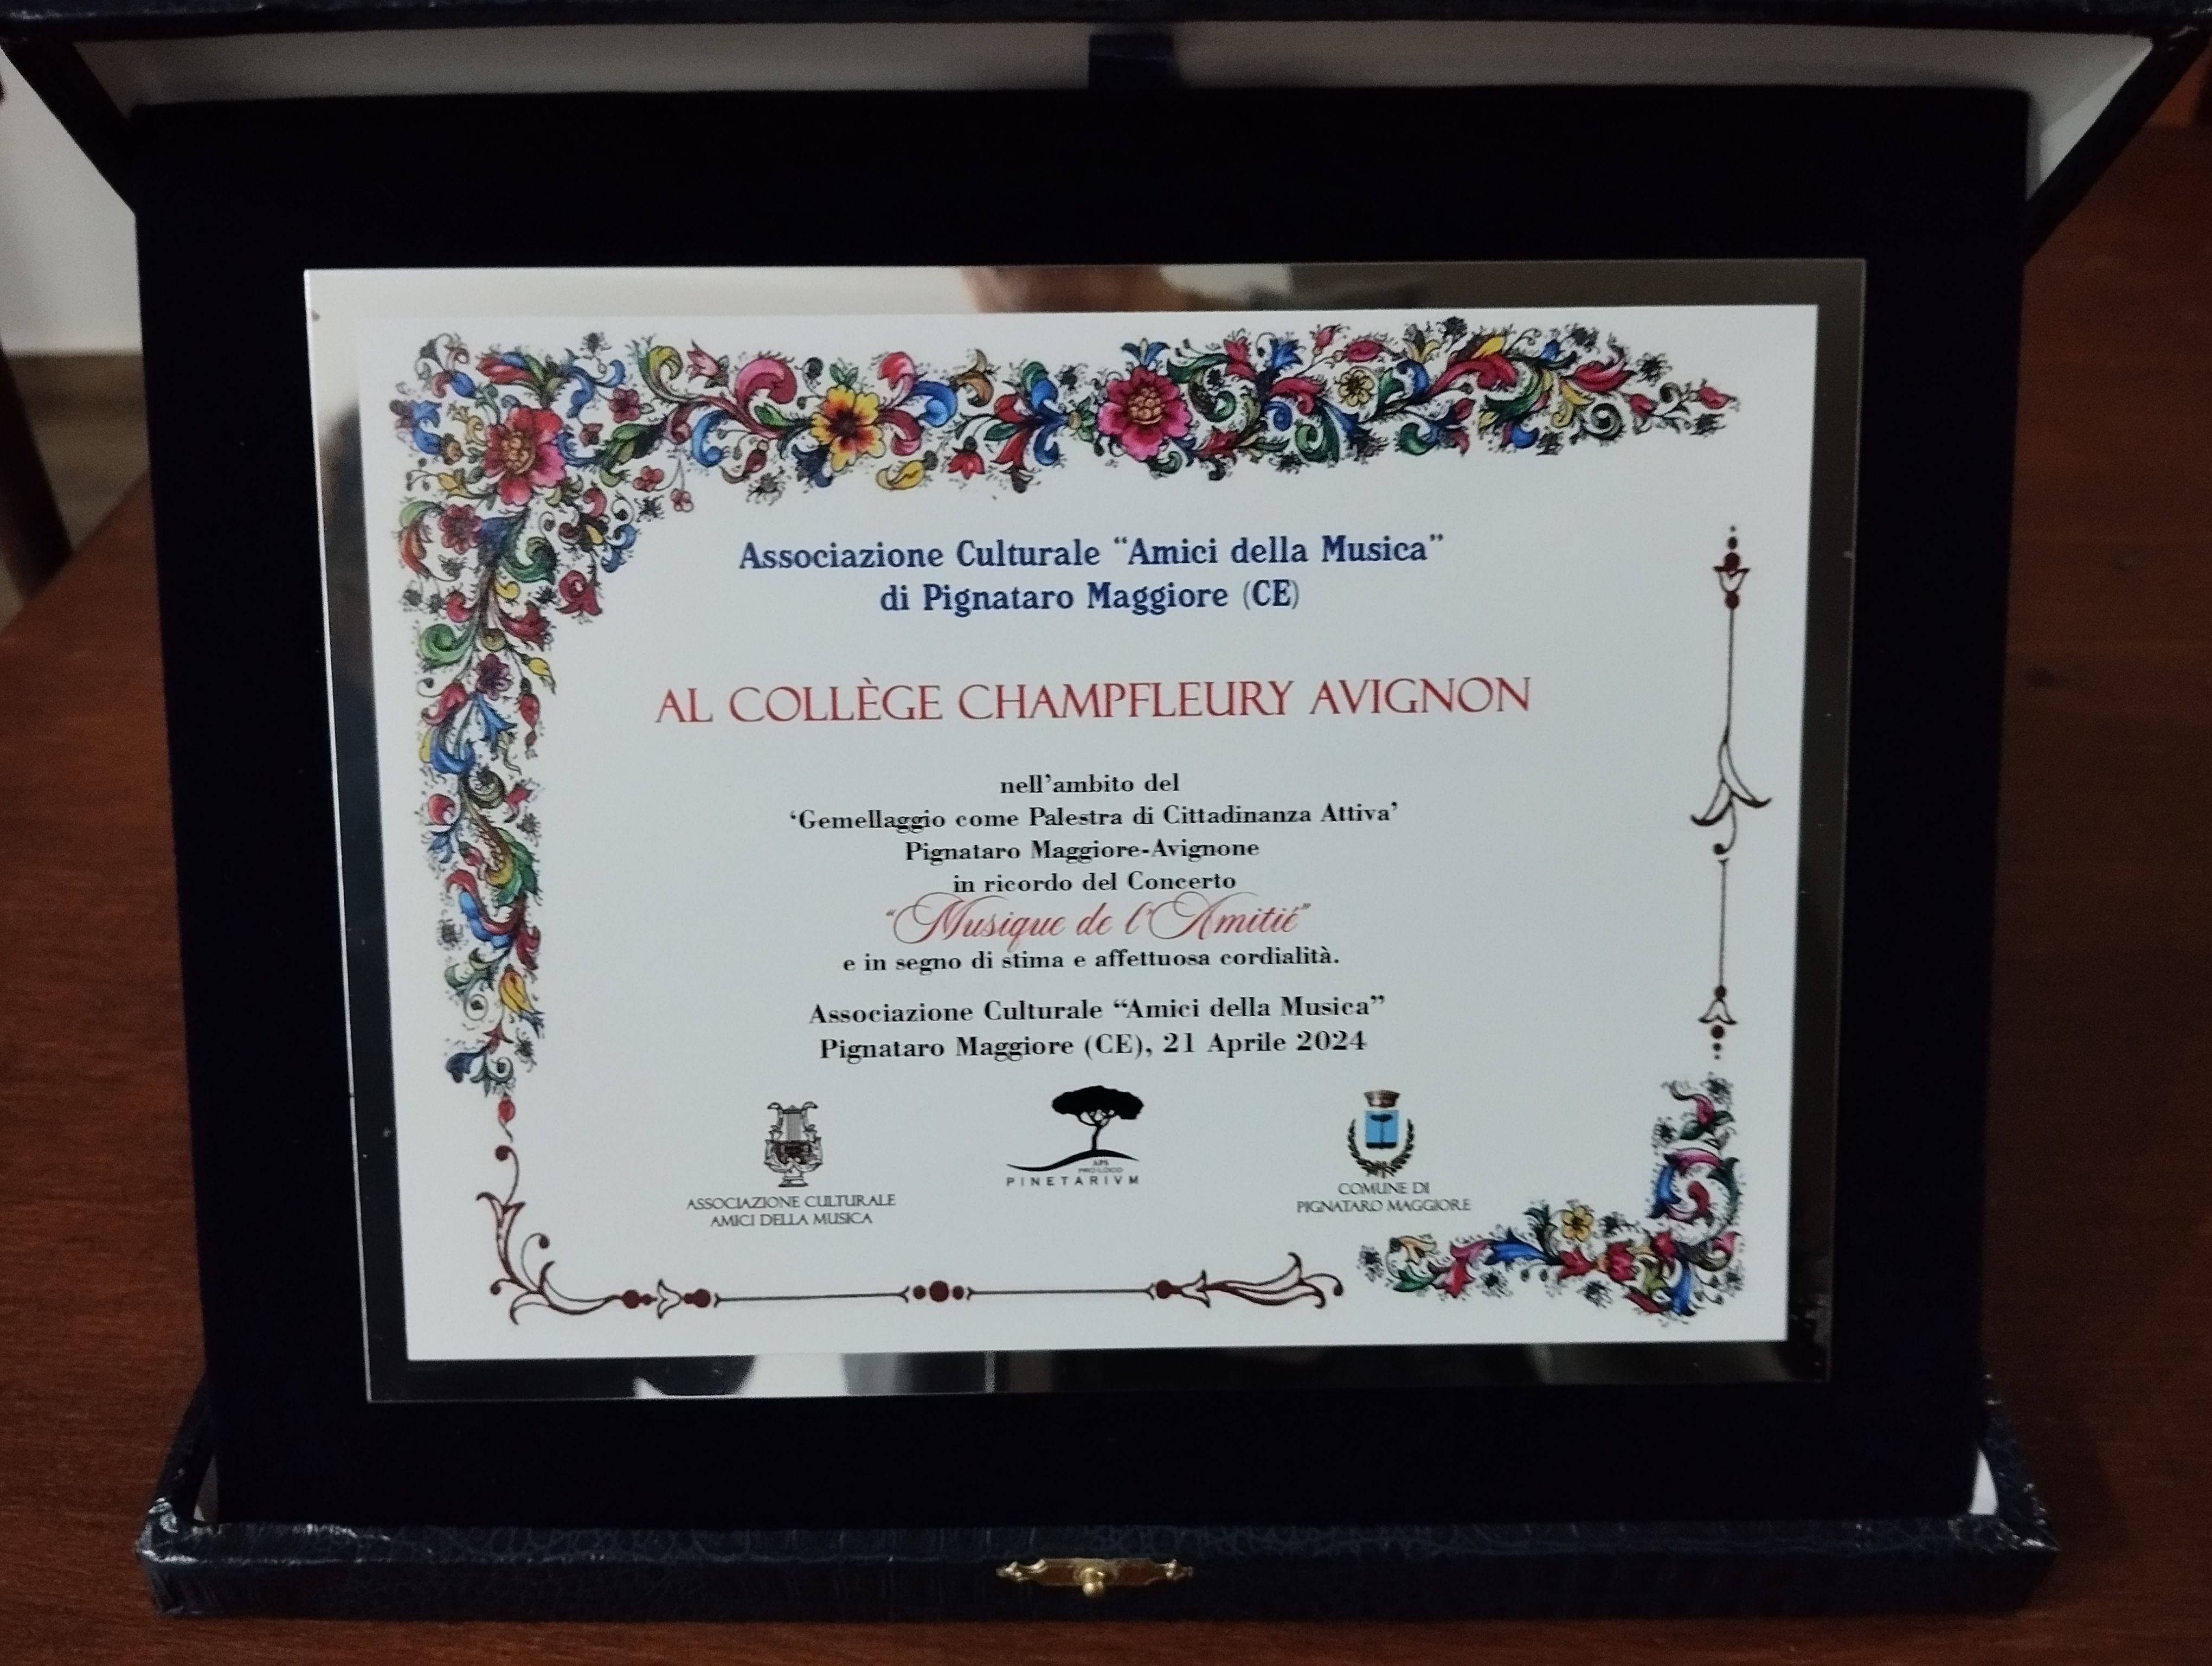 Associazione Culturale “Amici della Musica”
di Pignataro Maggiore (CE)
AL COLLÈGE CHAMPFLEURY AVIGNON
nell’ambito del
‘Gemellaggio come Palestra di Cittadinanza Attiva’
Pignataro Maggiore-Avignone
in ricordo del Concerto
“Musique de l’Amitié”
e in segno di stima e affettuosa cordialità.
Associazione Culturale “Amici della Musica”
Pignataro Maggiore (CE), 21 Aprile 2024
ASSOCIAZIONE CULTURALE
AMICI DELLA MUSICA
APS
PRO LOCO
PINETARIVM
COMUNE DI
PIGNATARO MAGGIORE